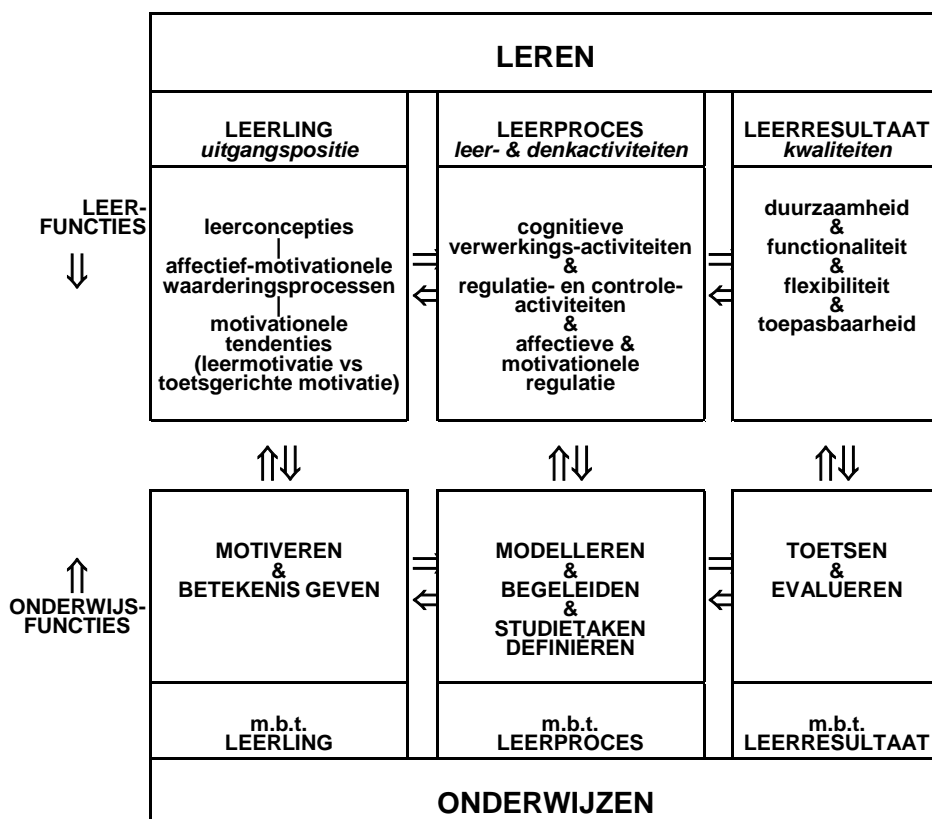 LEREN
LEERLING
uitgangspositie
LEERPROCES
leer- & denkactiviteiten
LEERRESULTAAT
kwaliteiten
LEER-
FUNCTIES
leerconcepties
affectief-motivationele
waarderingsprocessen
motivationele
tendenties
(leermotivatie vs
toetsgerichte motivatie)
cognitieve
verwerkings-activiteiten
&
regulatie- en controle-
activiteiten
&
affectieve &
motivationele
regulatie
duurzaamheid
&
functionaliteit
&
flexibiliteit
&
toepasbaarheid
ONDERWIJS-
FUNCTIES
MOTIVEREN
&
BETEKENIS GEVEN
MODELLEREN
&
BEGELEIDEN
&
STUDIETAKEN
DEFINIËREN
TOETSEN
&
EVALUEREN
m.b.t.
LEERLING
m.b.t.
LEERPROCES
m.b.t.
LEERRESULTAAT
ONDERWIJZEN